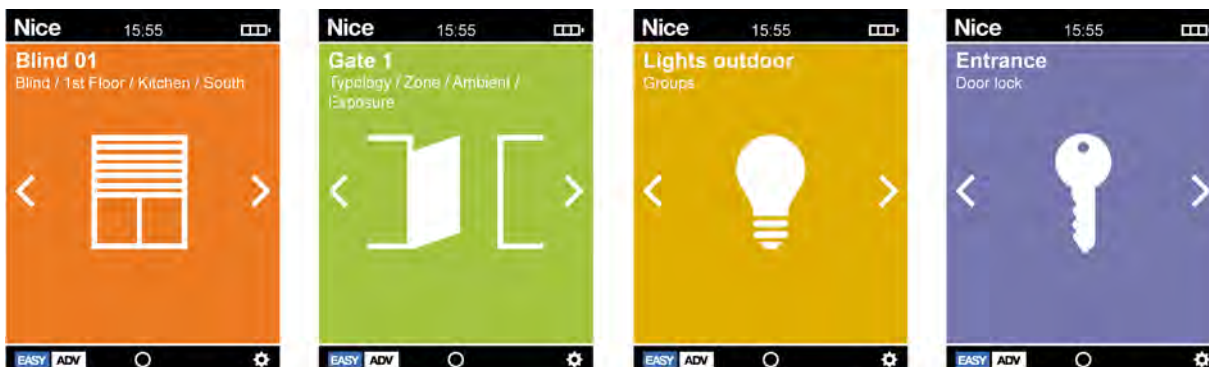 Nice 15:55
Blind 01
Blind / 1st Floor / Kitchen / South
EASY ADV
Nice 15:55
Gate 1
Typology / Zone / Ambient /
Exposure
EASY ADV
Nice 15:55
Lights outdoor
Groups
EASY ADV
Nice 15:55
Entrance
Door lock
EASY ADV